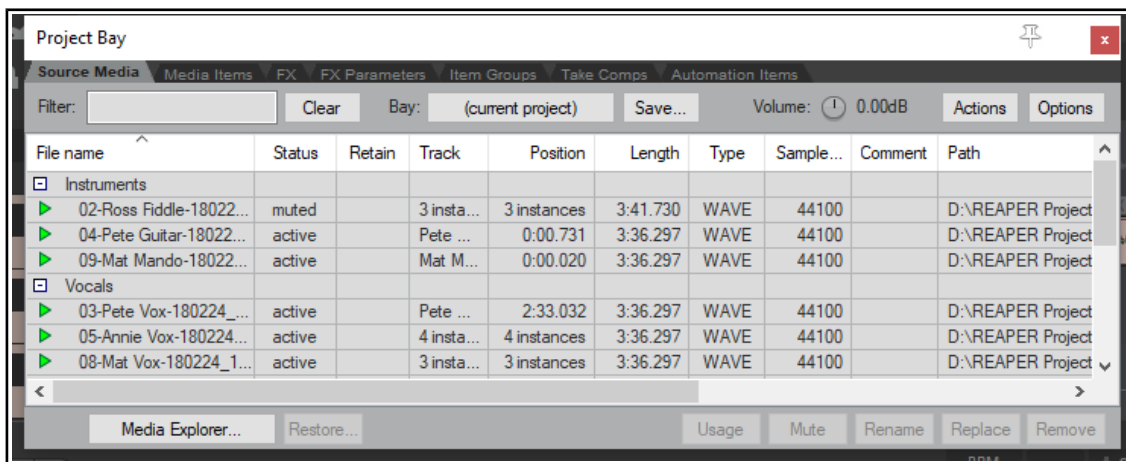 Project Bay
Source Media Media Items FX FX Parameters Item Groups Take Comps Automation Items
Filter: Clear Bay: (current project) Save... Volume: 0.00dB Actions Options
File name Status Retain Track Position Length Type Sample... Comment Path
Instruments
02-Ross Fiddle-18022... muted 3 insta... 3 instances 3:41.730 WAVE 44100 D:\REAPER Project
04-Pete Guitar-18022... active Pete ... 0:00.731 3:36.297 WAVE 44100 D:\REAPER Project
09-Mat Mando-18022... active Mat M... 0:00.020 3:36.297 WAVE 44100 D:\REAPER Project
Vocals
03-Pete Vox-180224_... active Pete ... 2:33.032 3:36.297 WAVE 44100 D:\REAPER Project
05-Annie Vox-180224... active 4 insta... 4 instances 3:36.297 WAVE 44100 D:\REAPER Project
08-Mat Vox-180224_1... active 3 insta... 3 instances 3:36.297 WAVE 44100 D:\REAPER Project
Media Explorer... Restore... Usage Mute Rename Replace Remove